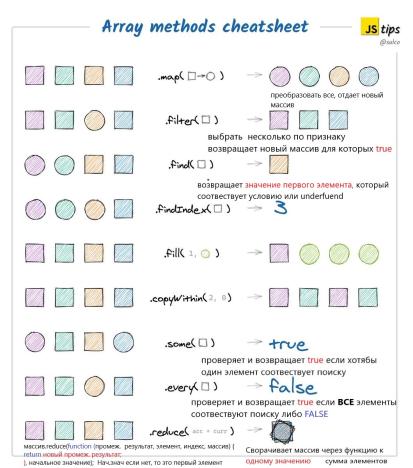 Array methods cheatsheet
JS tips
@sulco
.map( □→○ )
преобразовать все, отдает новый
массив
.filter( □ )
выбрать несколько по признаку
возвращает новый массив для которых true
.find( □ )
возвращает значение первого элемента, который
соотвествует условию или underfuend
.findIndex( □ )
3
.fill( 1, ○ )
.copyWithin( 2, 0 )
.some( □ )
true
проверяет и возвращает true если хотябы
один элемент соотвествует поиску
.every( □ )
false
проверяет и возвращает true если ВСЕ элементы
соотвествуют поиску либо FALSE
.reduce( acc + curr )
массив.reduce(function (промеж. результат, элемент, индекс, массив) {
return новый промеж, результат;
}, начальное значение); Нач,знач если нет, то это первый элемент
Сворачивает массив через функцию к
одному значению сумма элементов